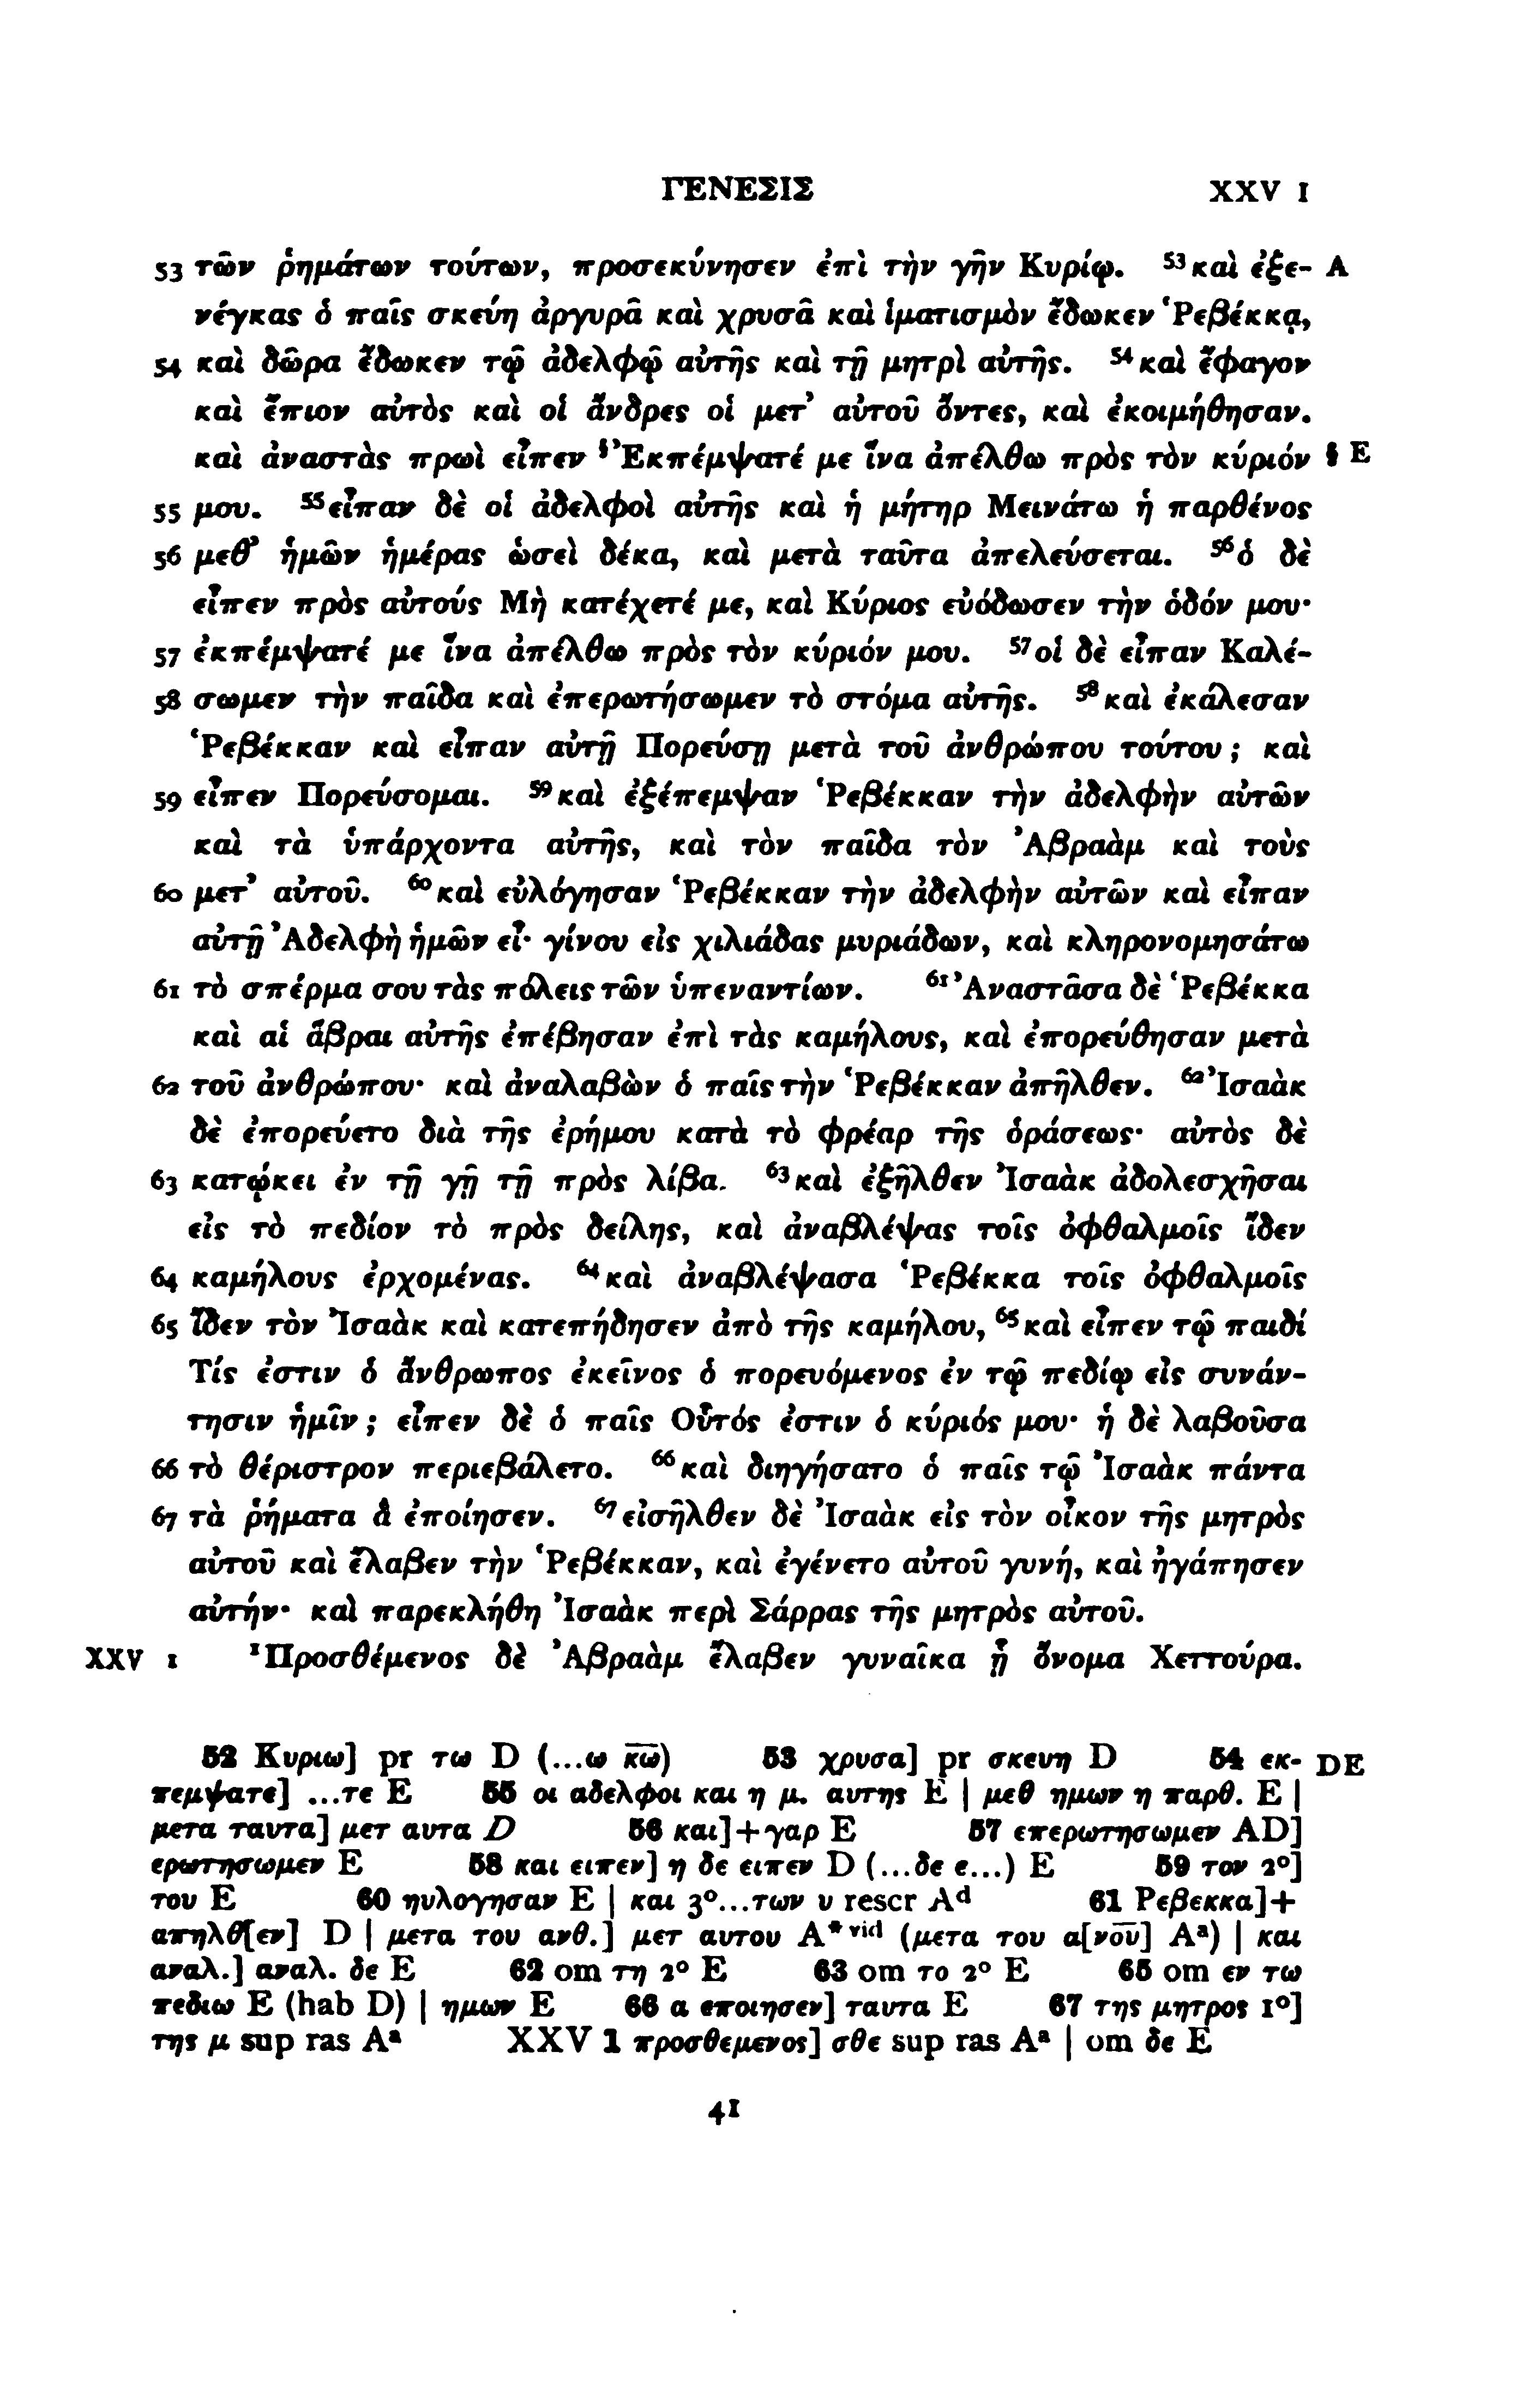 ΓΕΝΕΣΙΣ XXV 1
53 τῶν ῥημάτων τούτων, προσεκύνησεν ἐπὶ τὴν γῆν Κυρίῳ. ⁵³καὶ ἐξε- A
νέγκας ὁ παῖς σκεύη ἀργυρᾶ καὶ χρυσᾶ καὶ ἱματισμὸν ἔδωκεν Ῥεβέκκᾳ,
54 καὶ δῶρα ἔδωκεν τῷ ἀδελφῷ αὐτῆς καὶ τῇ μητρὶ αὐτῆς. ⁵⁴καὶ ἔφαγον
καὶ ἔπιον αὐτὸς καὶ οἱ ἄνδρες οἱ μετ’ αὐτοῦ ὄντες, καὶ ἐκοιμήθησαν.
καὶ ἀναστὰς πρωὶ εἶπεν §Ἐκπέμψατέ με ἵνα ἀπέλθω πρὸς τὸν κύριόν § E
55 μου. ⁵⁵εἶπαν δὲ οἱ ἀδελφοὶ αὐτῆς καὶ ἡ μήτηρ Μεινάτω ἡ παρθένος
56 μεθ’ ἡμῶν ἡμέρας ὡσεὶ δέκα, καὶ μετὰ ταῦτα ἀπελεύσεται. ⁵⁶ὁ δὲ
εἶπεν πρὸς αὐτούς Μὴ κατέχετέ με, καὶ Κύριος εὐόδωσεν τὴν ὁδόν μου·
57 ἐκπέμψατέ με ἵνα ἀπέλθω πρὸς τὸν κύριόν μου. ⁵⁷οἱ δὲ εἶπαν Καλέ-
58 σωμεν τὴν παῖδα καὶ ἐπερωτήσωμεν τὸ στόμα αὐτῆς. ⁵⁸καὶ ἐκάλεσαν
Ῥεβέκκαν καὶ εἶπαν αὐτῇ Πορεύσῃ μετὰ τοῦ ἀνθρώπου τούτου; καὶ
59 εἶπεν Πορεύσομαι. ⁵⁹καὶ ἐξέπεμψαν Ῥεβέκκαν τὴν ἀδελφὴν αὐτῶν
καὶ τὰ ὑπάρχοντα αὐτῆς, καὶ τὸν παῖδα τὸν Ἀβραὰμ καὶ τοὺς
60 μετ’ αὐτοῦ. ⁶⁰καὶ εὐλόγησαν Ῥεβέκκαν τὴν ἀδελφὴν αὐτῶν καὶ εἶπαν
αὐτῇ Ἀδελφὴ ἡμῶν εἶ· γίνου εἰς χιλιάδας μυριάδων, καὶ κληρονομησάτω
61 τὸ σπέρμα σου τὰς πόλεις τῶν ὑπεναντίων. ⁶¹Ἀναστᾶσα δὲ Ῥεβέκκα
καὶ αἱ ἅβραι αὐτῆς ἐπέβησαν ἐπὶ τὰς καμήλους, καὶ ἐπορεύθησαν μετὰ
62 τοῦ ἀνθρώπου· καὶ ἀναλαβὼν ὁ παῖς τὴν Ῥεβέκκαν ἀπῆλθεν. ⁶²Ἰσαὰκ
δὲ ἐπορεύετο διὰ τῆς ἐρήμου κατὰ τὸ φρέαρ τῆς ὁράσεως· αὐτὸς δὲ
63 κατῴκει ἐν τῇ γῇ τῇ πρὸς λίβα. ⁶³καὶ ἐξῆλθεν Ἰσαὰκ ἀδολεσχῆσαι
εἰς τὸ πεδίον τὸ πρὸς δείλης, καὶ ἀναβλέψας τοῖς ὀφθαλμοῖς ἴδεν
64 καμήλους ἐρχομένας. ⁶⁴καὶ ἀναβλέψασα Ῥεβέκκα τοῖς ὀφθαλμοῖς
65 ἴδεν τὸν Ἰσαὰκ καὶ κατεπήδησεν ἀπὸ τῆς καμήλου, ⁶⁵καὶ εἶπεν τῷ παιδί
Τίς ἐστιν ὁ ἄνθρωπος ἐκεῖνος ὁ πορευόμενος ἐν τῷ πεδίῳ εἰς συνάν-
τησιν ἡμῖν; εἶπεν δὲ ὁ παῖς Οὗτός ἐστιν ὁ κύριός μου· ἡ δὲ λαβοῦσα
66 τὸ θέριστρον περιεβάλετο. ⁶⁶καὶ διηγήσατο ὁ παῖς τῷ Ἰσαὰκ πάντα
67 τὰ ῥήματα ἃ ἐποίησεν. ⁶⁷εἰσῆλθεν δὲ Ἰσαὰκ εἰς τὸν οἶκον τῆς μητρὸς
αὐτοῦ καὶ ἔλαβεν τὴν Ῥεβέκκαν, καὶ ἐγένετο αὐτοῦ γυνή, καὶ ἠγάπησεν
αὐτήν· καὶ παρεκλήθη Ἰσαὰκ περὶ Σάρρας τῆς μητρὸς αὐτοῦ.
XXV 1 ¹Προσθέμενος δὲ Ἀβραὰμ ἔλαβεν γυναῖκα ᾗ ὄνομα Χεττούρα.
52 Κυριω] pr τω D (...ω κ̅ω̅) 53 χρυσα] pr σκευη D 54 εκ- DE
πεμψατε] ...τε E 55 οι αδελφοι και η μ. αυτης E | μεθ ημων η παρθ. E |
μετα ταυτα] μετ αυτα D 56 και]+γαρ E 57 επερωτησωμεν AD]
ερωτησωμεν E 58 και ειπεν] η δε ειπεν D (...δε ε...) E 59 τον 2º]
του E 60 ηυλογησαν E | και 3º...των υ rescr Aᵈ 61 Ρεβεκκα]+
απηλθ[εν] D | μετα του ανθ.] μετ αυτου A*ᵛⁱᵈ (μετα του α[ν̅ο̅υ̅] Aᵃ) | και
αναλ.] αναλ. δε E 62 om τη 2º E 63 om το 2º E 65 om εν τω
πεδιω E (hab D) | ημων E 66 α εποιησεν] ταυτα E 67 της μητρος 1º]
της μ sup ras Aᵃ XXV 1 προσθεμενος] σθε sup ras Aᵃ | om δε E
41